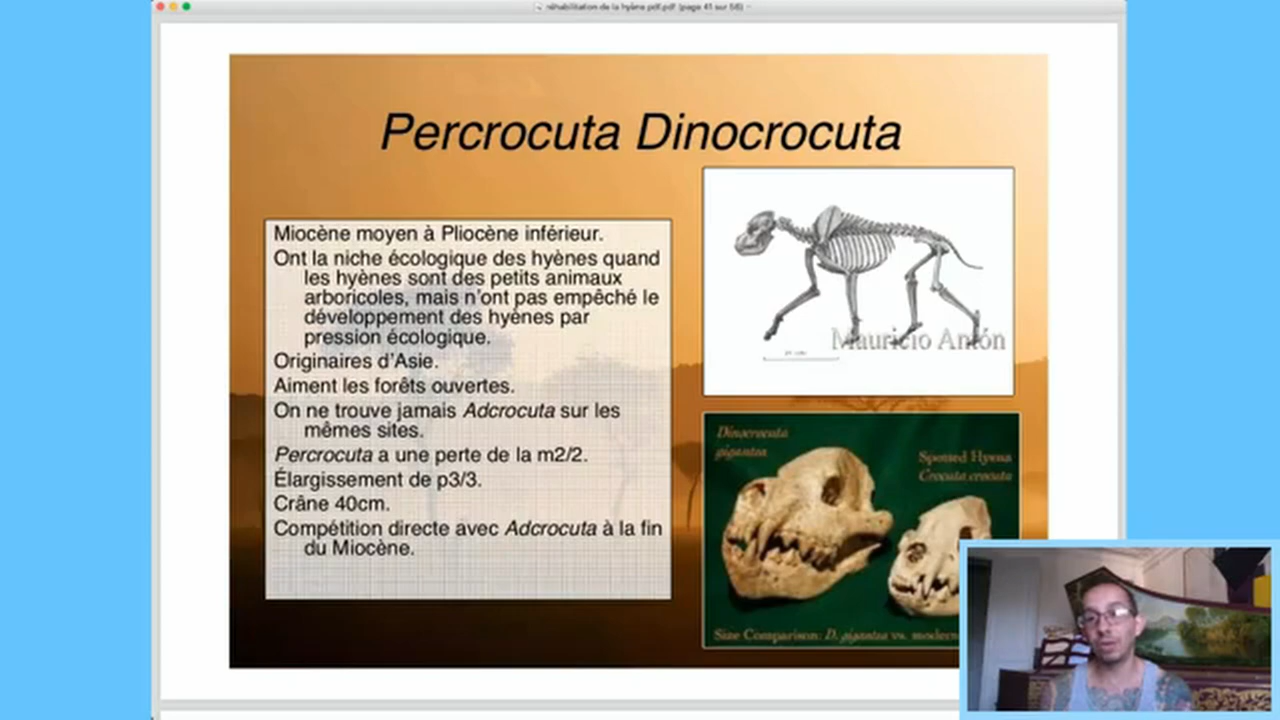 réhabilitation de la hyène pdf.pdf (page 41 sur 56)
Percrocuta Dinocrocuta
Miocène moyen à Pliocène inférieur.
Ont la niche écologique des hyènes quand
les hyènes sont des petits animaux
arboricoles, mais n'ont pas empêché le
développement des hyènes par
pression écologique.
Originaires d'Asie.
Aiment les forêts ouvertes.
On ne trouve jamais Adcrocuta sur les
mêmes sites.
Percrocuta a une perte de la m2/2.
Élargissement de p3/3.
Crâne 40cm.
Compétition directe avec Adcrocuta à la fin
du Miocène.
Mauricio Antón
Dinocrocuta
gigantea
Spotted Hyena
Crocuta crocuta
Size Comparison: D. gigantea vs. modern